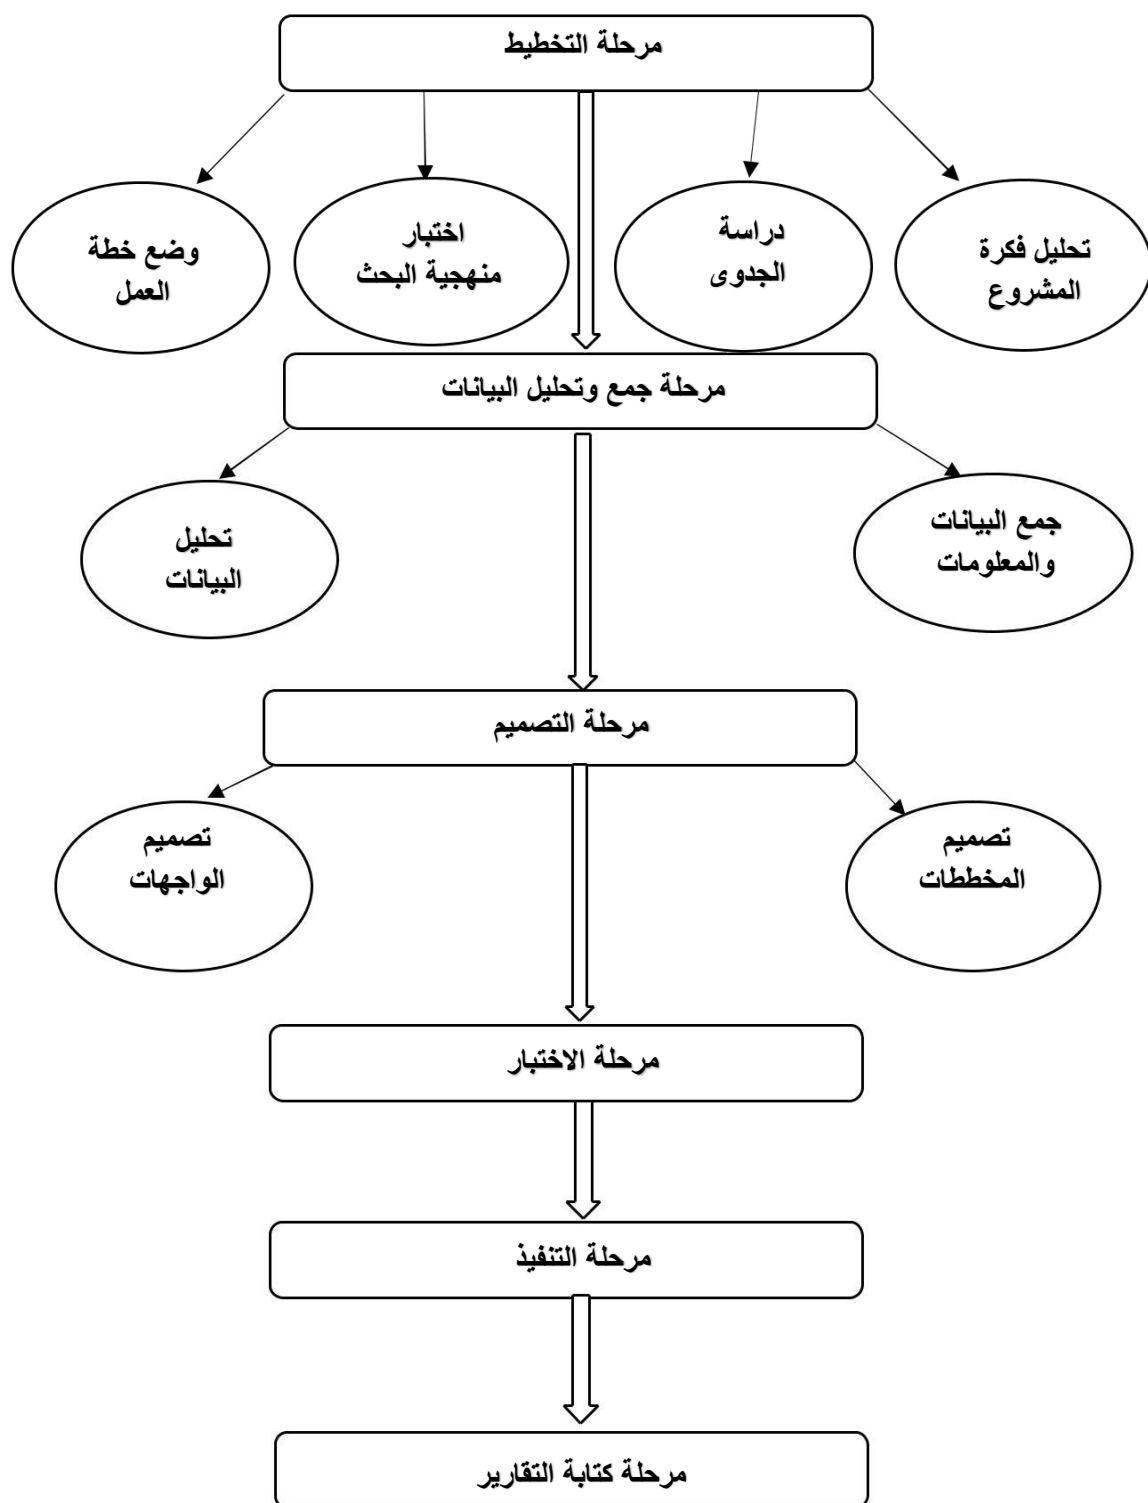 مرحلة التخطيط
تحليل فكرة
المشروع
دراسة
الجدوى
اختبار
منهجية البحث
وضع خطة
العمل
مرحلة جمع وتحليل البيانات
جمع البيانات
والمعلومات
تحليل
البيانات
مرحلة التصميم
تصميم
المخططات
تصميم
الواجهات
مرحلة الاختبار
مرحلة التنفيذ
مرحلة كتابة التقارير